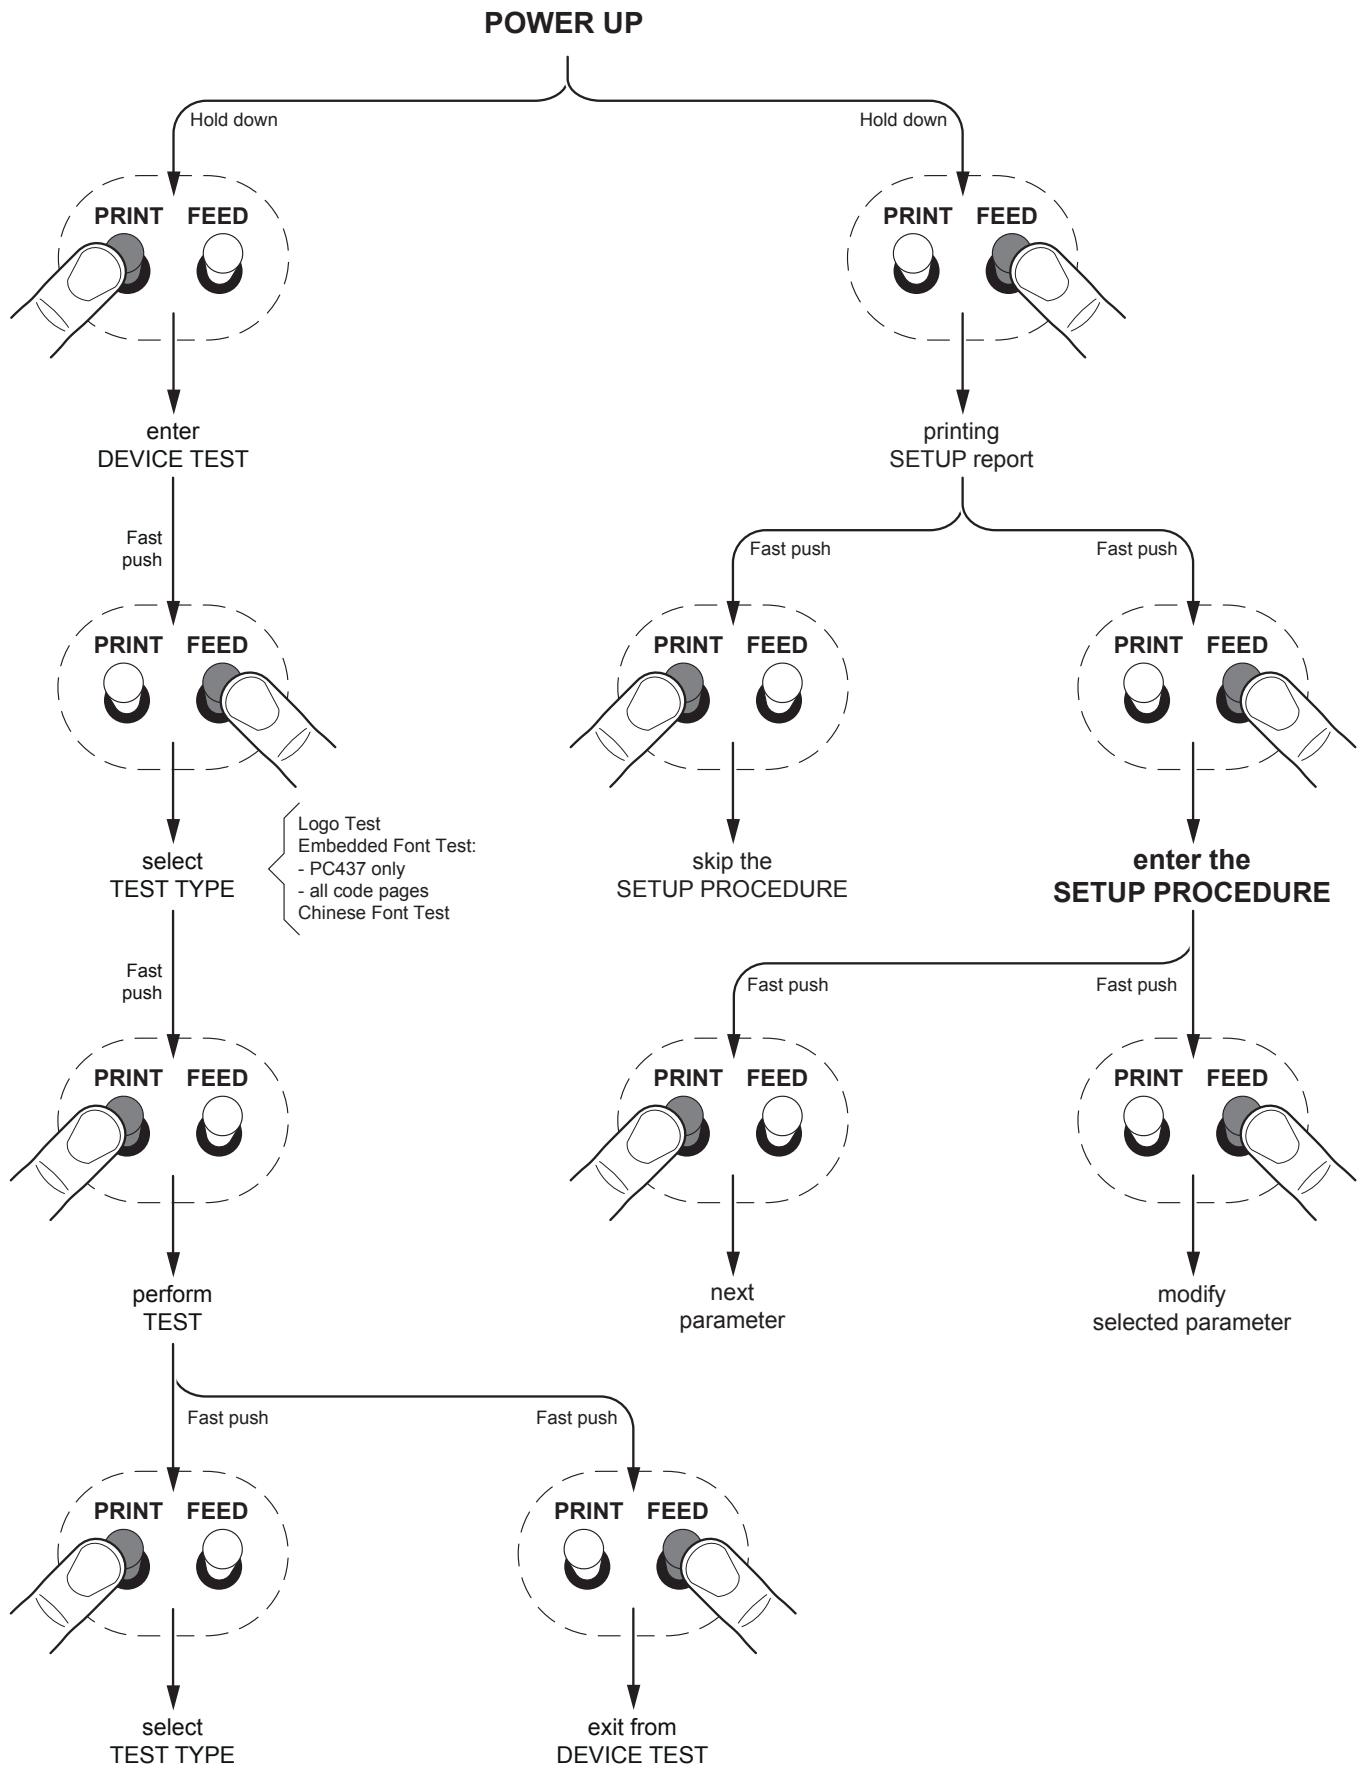 POWER UP
Hold down
Hold down
PRINT FEED
PRINT FEED
enter
DEVICE TEST
printing
SETUP report
Fast
push
Fast push
Fast push
PRINT FEED
PRINT FEED
PRINT FEED
select
TEST TYPE
Logo Test
Embedded Font Test:
- PC437 only
- all code pages
Chinese Font Test
skip the
SETUP PROCEDURE
enter the
SETUP PROCEDURE
Fast
push
Fast push
Fast push
PRINT FEED
PRINT FEED
PRINT FEED
perform
TEST
next
parameter
modify
selected parameter
Fast push
Fast push
PRINT FEED
PRINT FEED
select
TEST TYPE
exit from
DEVICE TEST